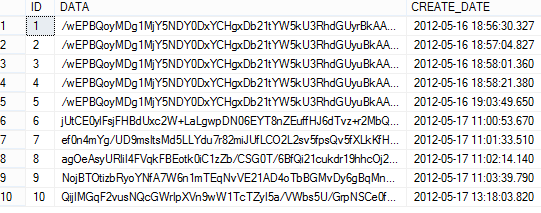 ID DATA CREATE_DATE
1 1 /wEPBQoyMDg1MjY5NDY0DxYCHgxDb21tYW5kU3RhdGUyrBkAA... 2012-05-16 18:56:30.327
2 2 /wEPBQoyMDg1MjY5NDY0DxYCHgxDb21tYW5kU3RhdGUyuBkAA... 2012-05-16 18:57:04.827
3 3 /wEPBQoyMDg1MjY5NDY0DxYCHgxDb21tYW5kU3RhdGUyuBkAA... 2012-05-16 18:58:01.360
4 4 /wEPBQoyMDg1MjY5NDY0DxYCHgxDb21tYW5kU3RhdGUyuBkAA... 2012-05-16 18:58:21.380
5 5 /wEPBQoyMDg1MjY5NDY0DxYCHgxDb21tYW5kU3RhdGUyuBkAA... 2012-05-16 19:03:49.650
6 6 jUtCE0yIFsjFHBdUxc2W+LaLgwpDN06EYT8nZEuffHJ6dTvz+r2MbQ... 2012-05-17 11:00:53.670
7 7 ef0n4mYg/UD9msItsMd5LLYdu7r82miJUfLCO2L2sv5fpsQv5fXLkKfH... 2012-05-17 11:01:33.510
8 8 agOeAsyURliI4FVqkFBEotk0iC1zZb/CSG0T/6BfQi21cukdr19hhcOj2... 2012-05-17 11:02:14.140
9 9 NojBTOtizbRyoYNfA7W6n1mTEqNvVE21AD4oTbBGMvDy6gBqMn... 2012-05-17 11:03:39.790
10 10 QijIMGqF2vusNQcGWrIpXVn9wW1TcTZyI5a/VWbs5U/GrpNSCe0f... 2012-05-17 13:18:03.820